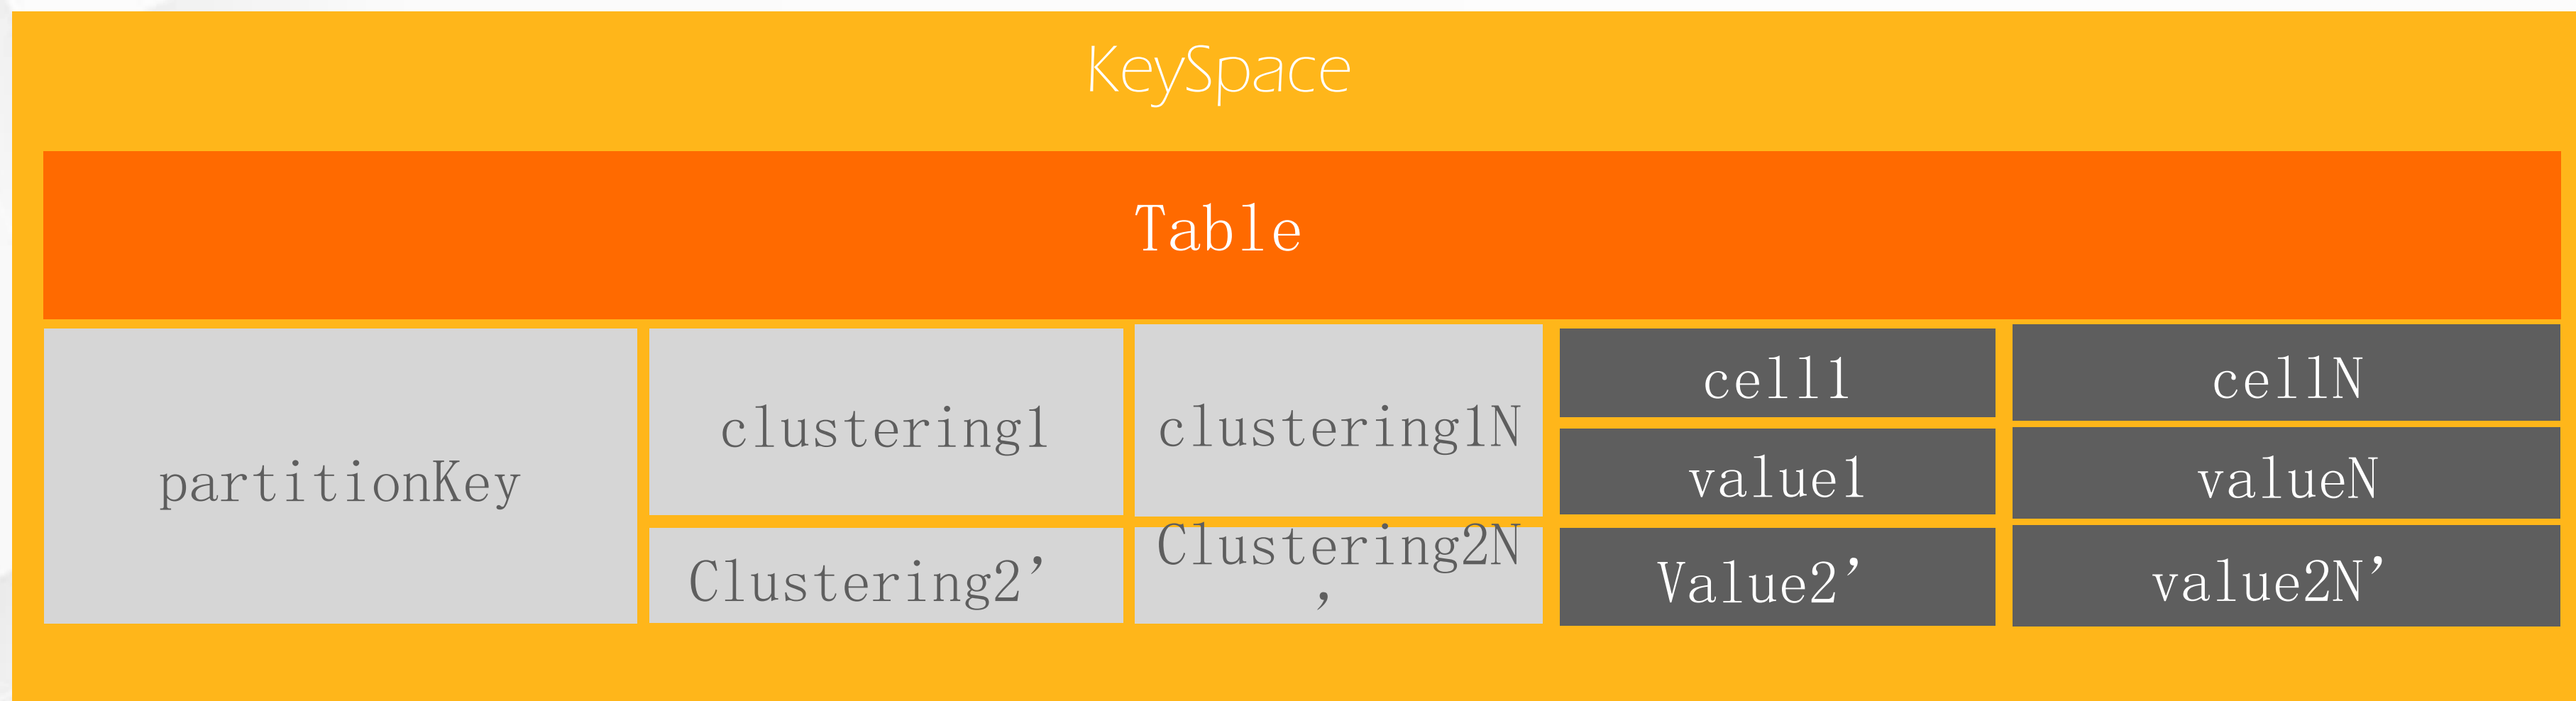 KeySpace
Table
partitionKey
clustering1
clustering1N
cell1
cellN
value1
valueN
Clustering2’
Clustering2N
’
Value2’
value2N’